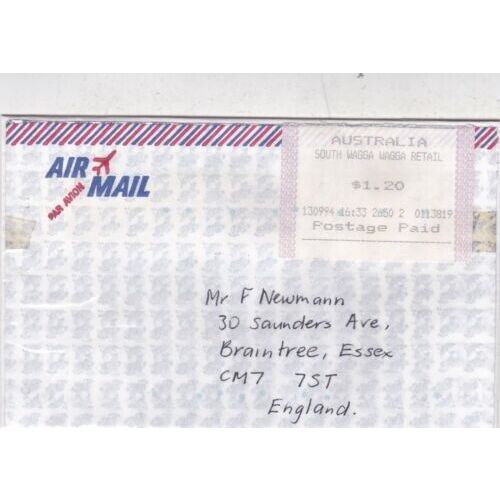 AIR MAIL
PAR AVION
AUSTRALIA
SOUTH WAGGA WAGGA RETAIL
$1.20
130994 16:33 2650 2 0113819
Postage Paid
Mr F Newmann
30 Saunders Ave,
Braintree, Essex
CM7 7ST
England.